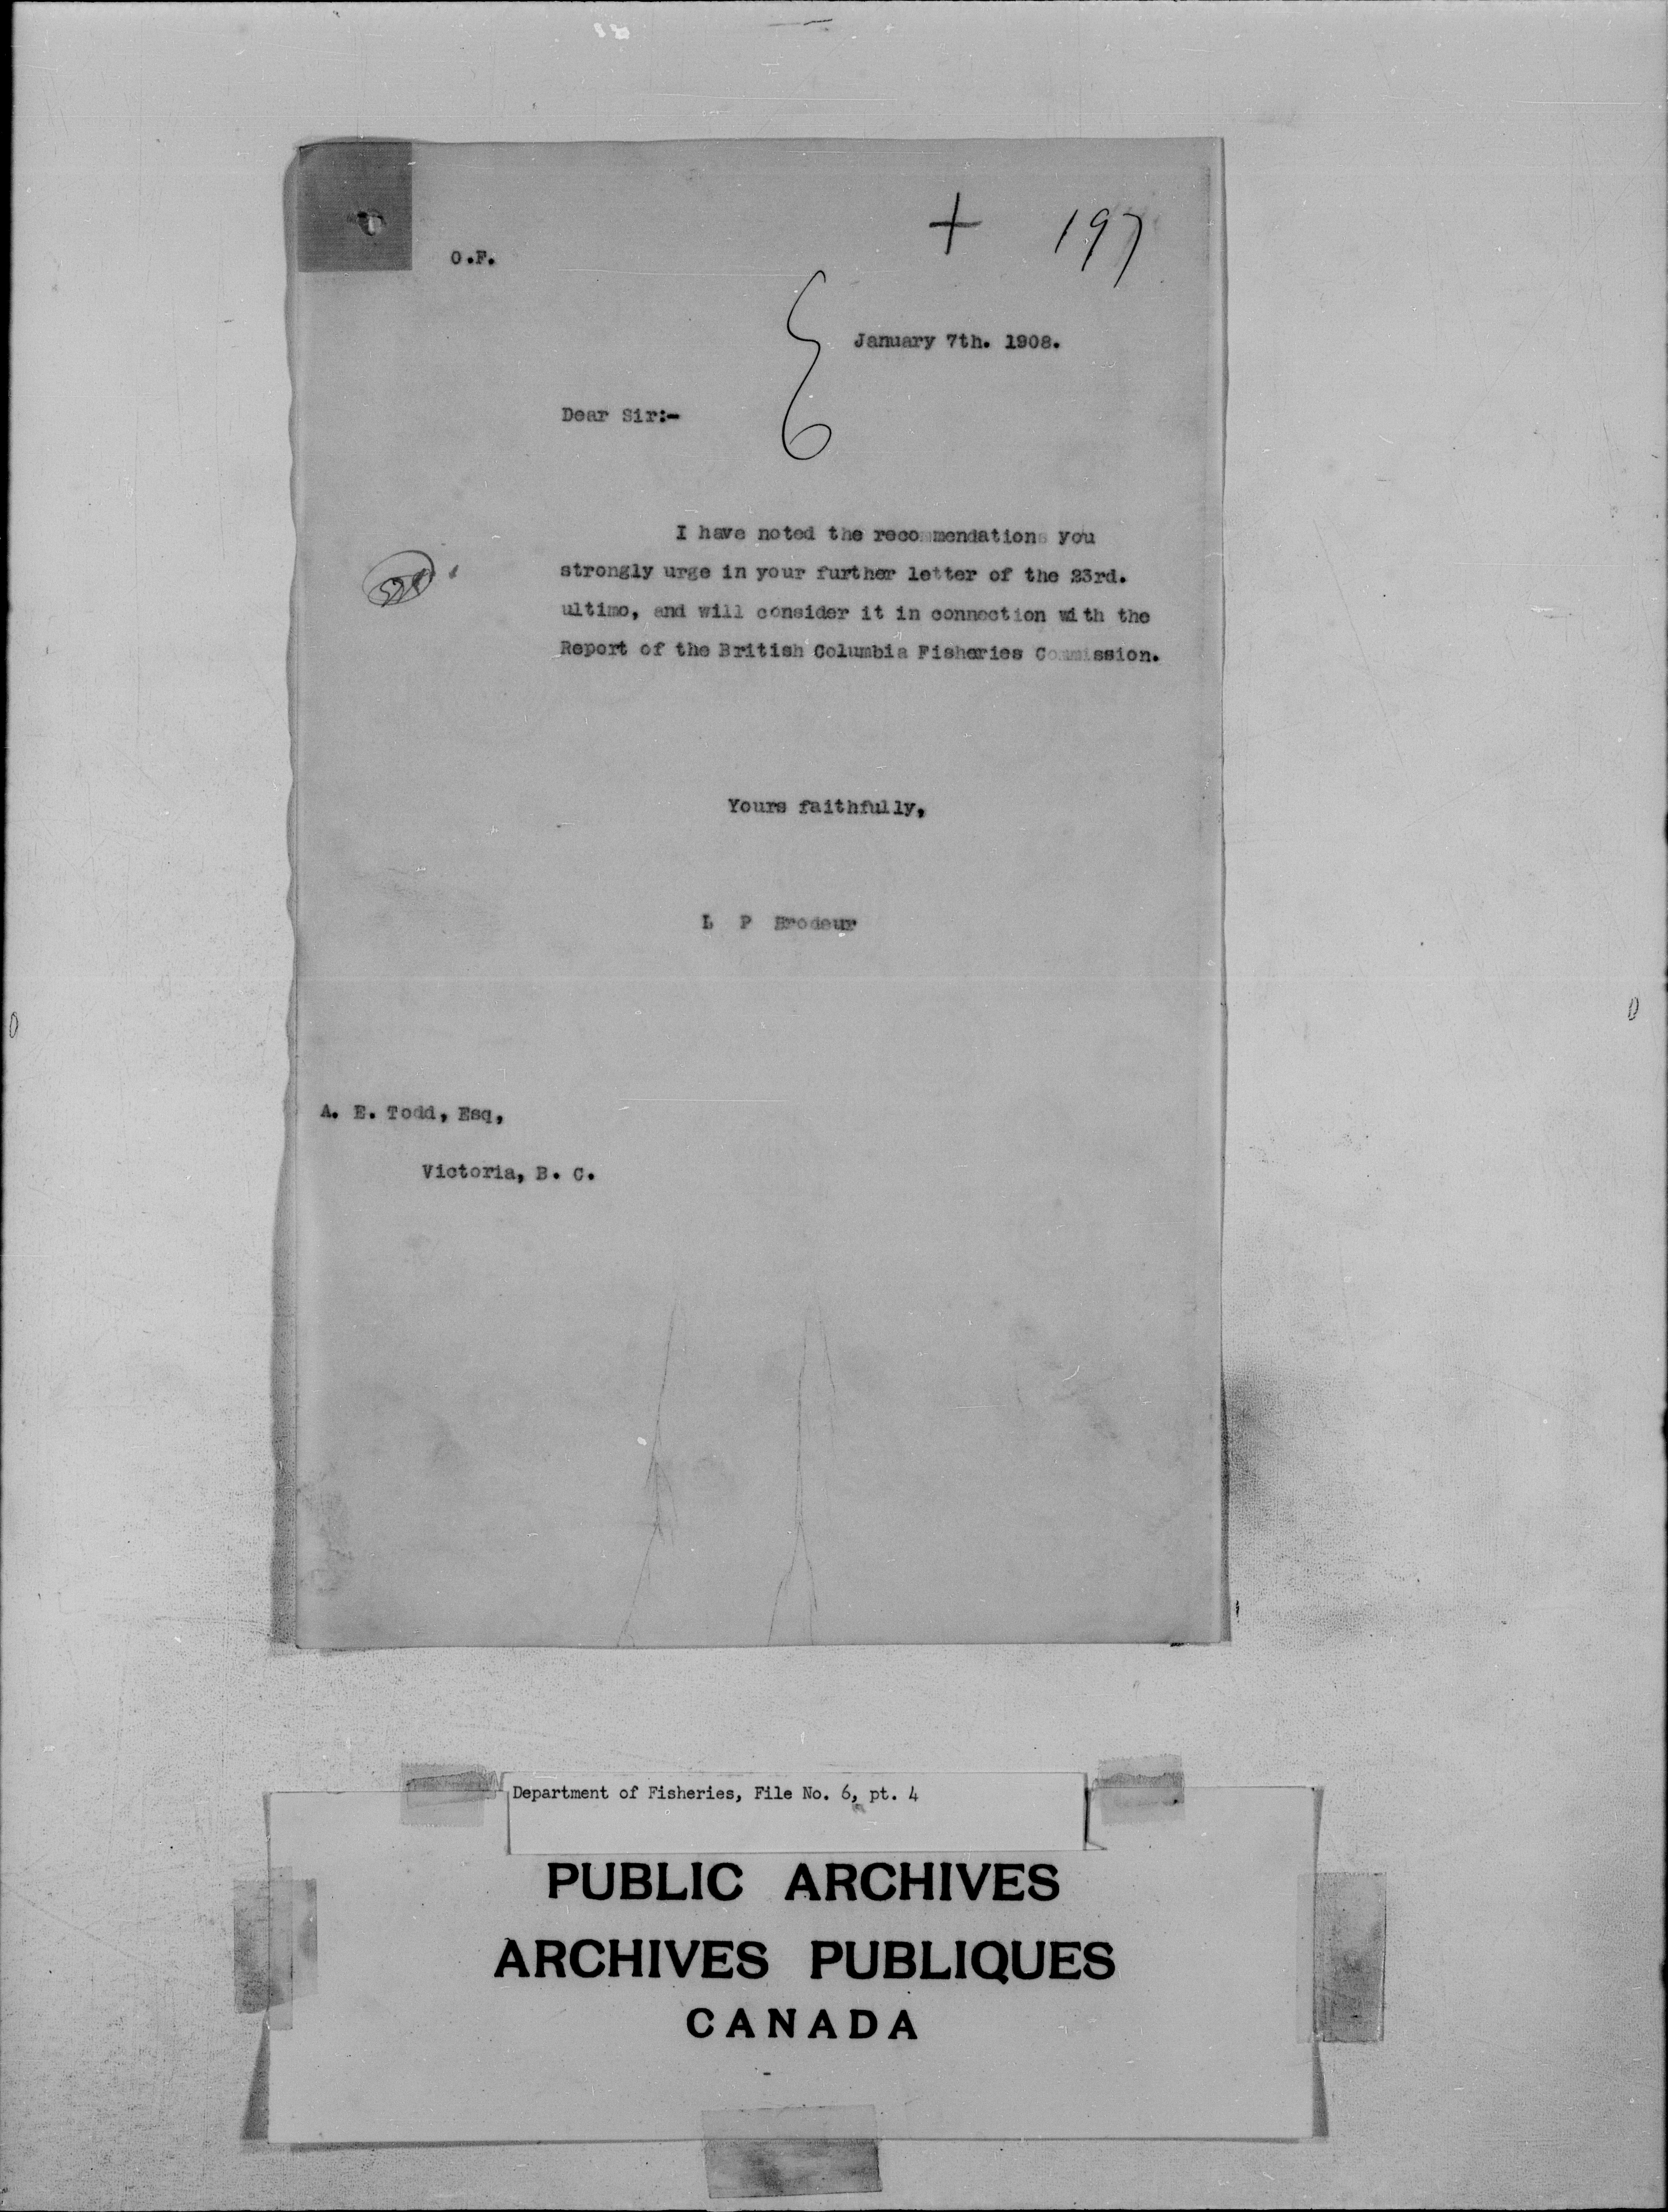 + 197
O.F.
6
January 7th. 1908.
Dear Sir:-
I have noted the recommendations you
strongly urge in your further letter of the 23rd.
ultimo, and will consider it in connection with the
Report of the British Columbia Fisheries Commission.
Yours faithfully,
L P Brodeur
A. E. Todd, Esq,
Victoria, B. C.
Department of Fisheries, File No. 6, pt. 4
PUBLIC ARCHIVES
ARCHIVES PUBLIQUES
CANADA